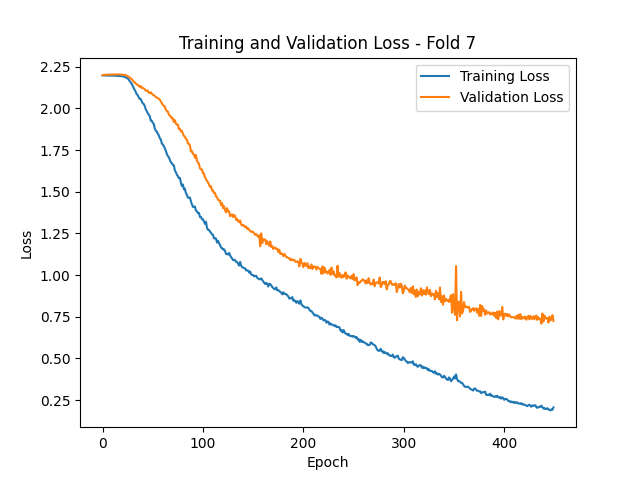 Training and Validation Loss - Fold 7
Training Loss
Validation Loss
Loss
2.25
2.00
1.75
1.50
1.25
1.00
0.75
0.50
0.25
0
100
200
300
400
Epoch